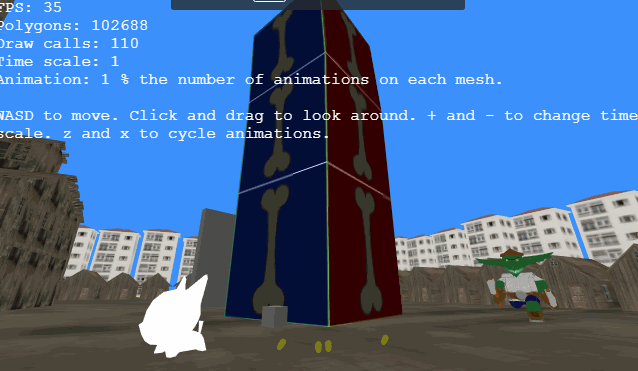 FPS: 35
Polygons: 102688
Draw calls: 110
Time scale: 1
Animation: 1 % the number of animations on each mesh.
WASD to move. Click and drag to look around. + and - to change time
scale. z and x to cycle animations.